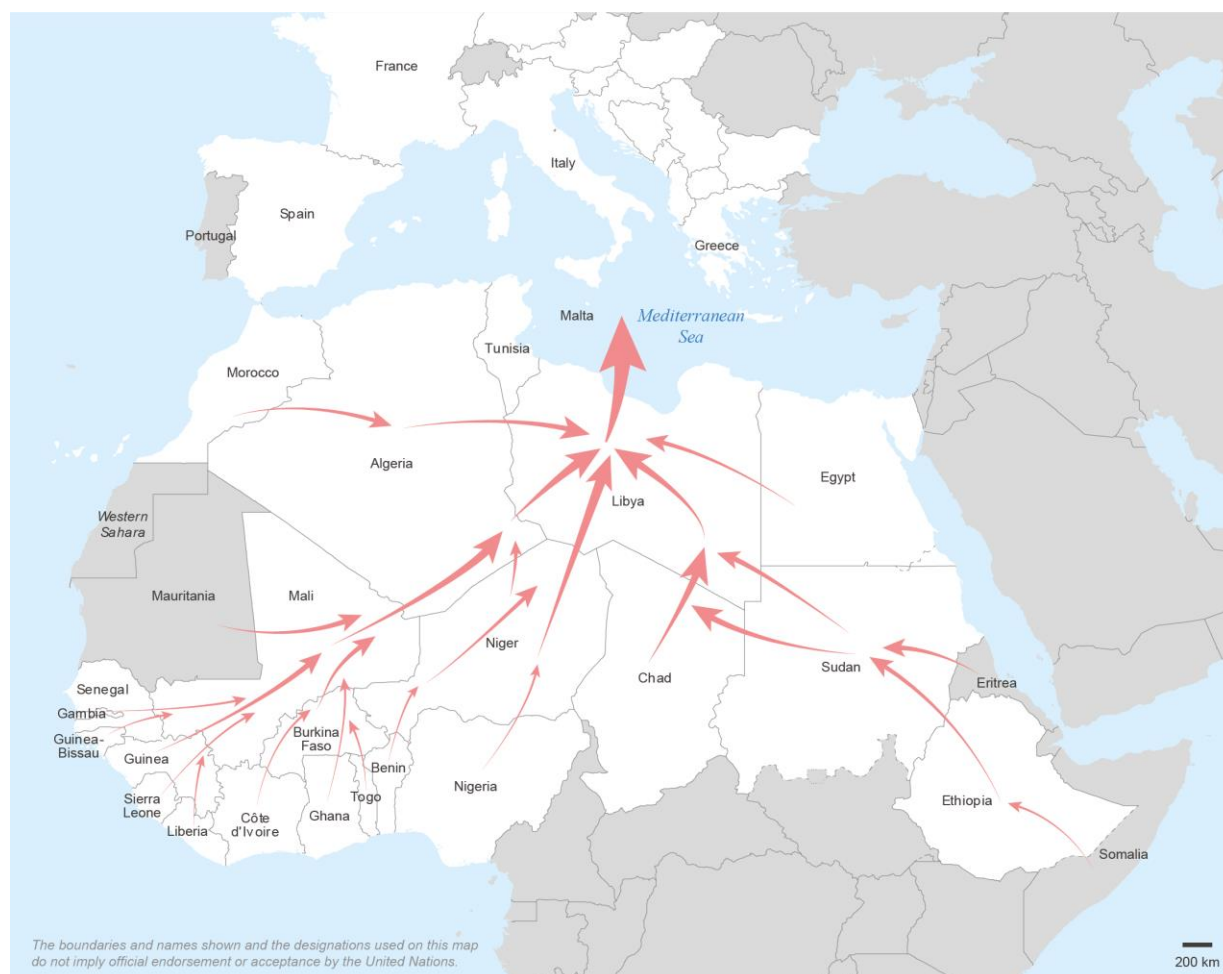 France
Italy
Spain
Portugal
Greece
Malta
Mediterranean
Sea
Tunisia
Morocco
Algeria
Libya
Egypt
Western
Sahara
Mauritania
Mali
Niger
Chad
Sudan
Eritrea
Senegal
Gambia
Guinea-
Bissau
Guinea
Sierra
Leone
Liberia
Côte
d'Ivoire
Burkina
Faso
Ghana
Togo
Benin
Nigeria
Ethiopia
Somalia
The boundaries and names shown and the designations used on this map
do not imply official endorsement or acceptance by the United Nations.
200 km